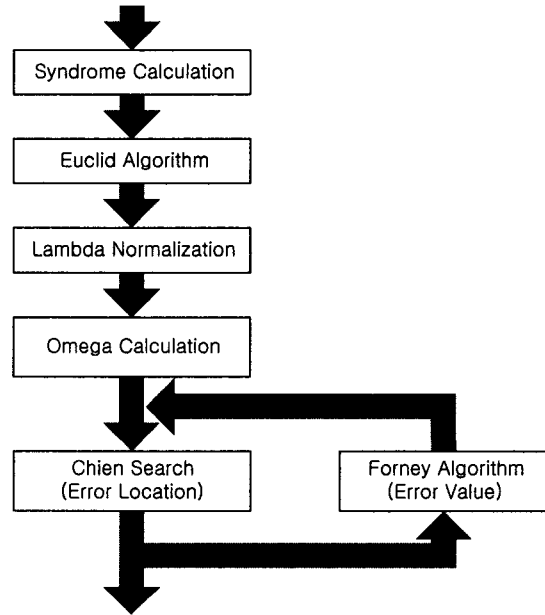 Syndrome Calculation
Euclid Algorithm
Lambda Normalization
Omega Calculation
Chien Search
(Error Location)
Forney Algorithm
(Error Value)